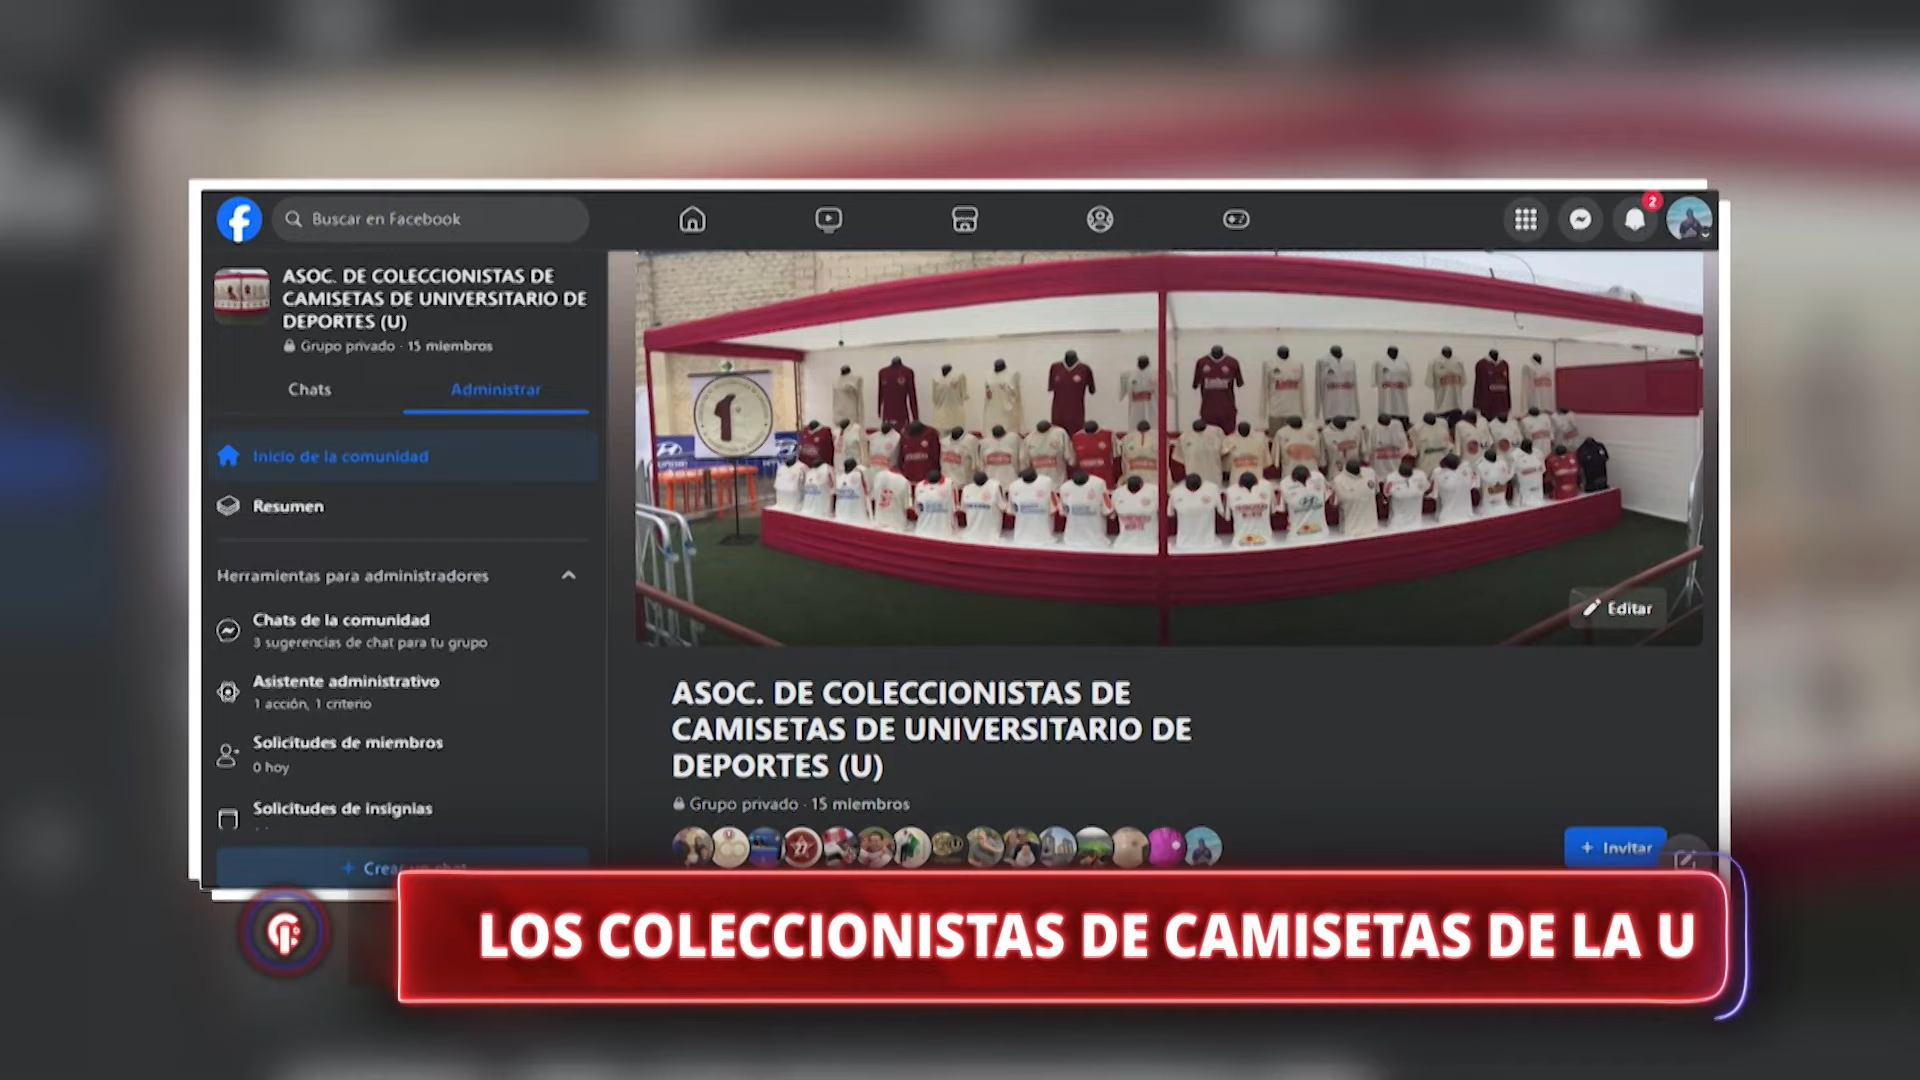 Buscar en Facebook
2
ASOC. DE COLECCIONISTAS DE
CAMISETAS DE UNIVERSITARIO DE
DEPORTES (U)
Grupo privado · 15 miembros
Chats
Administrar
Inicio de la comunidad
Resumen
Herramientas para administradores
Chats de la comunidad
3 sugerencias de chat para tu grupo
Asistente administrativo
1 acción, 1 criterio
Solicitudes de miembros
0 hoy
Solicitudes de insignias
Editar
ASOC. DE COLECCIONISTAS DE
CAMISETAS DE UNIVERSITARIO DE
DEPORTES (U)
Grupo privado · 15 miembros
+ Invitar
LOS COLECCIONISTAS DE CAMISETAS DE LA U